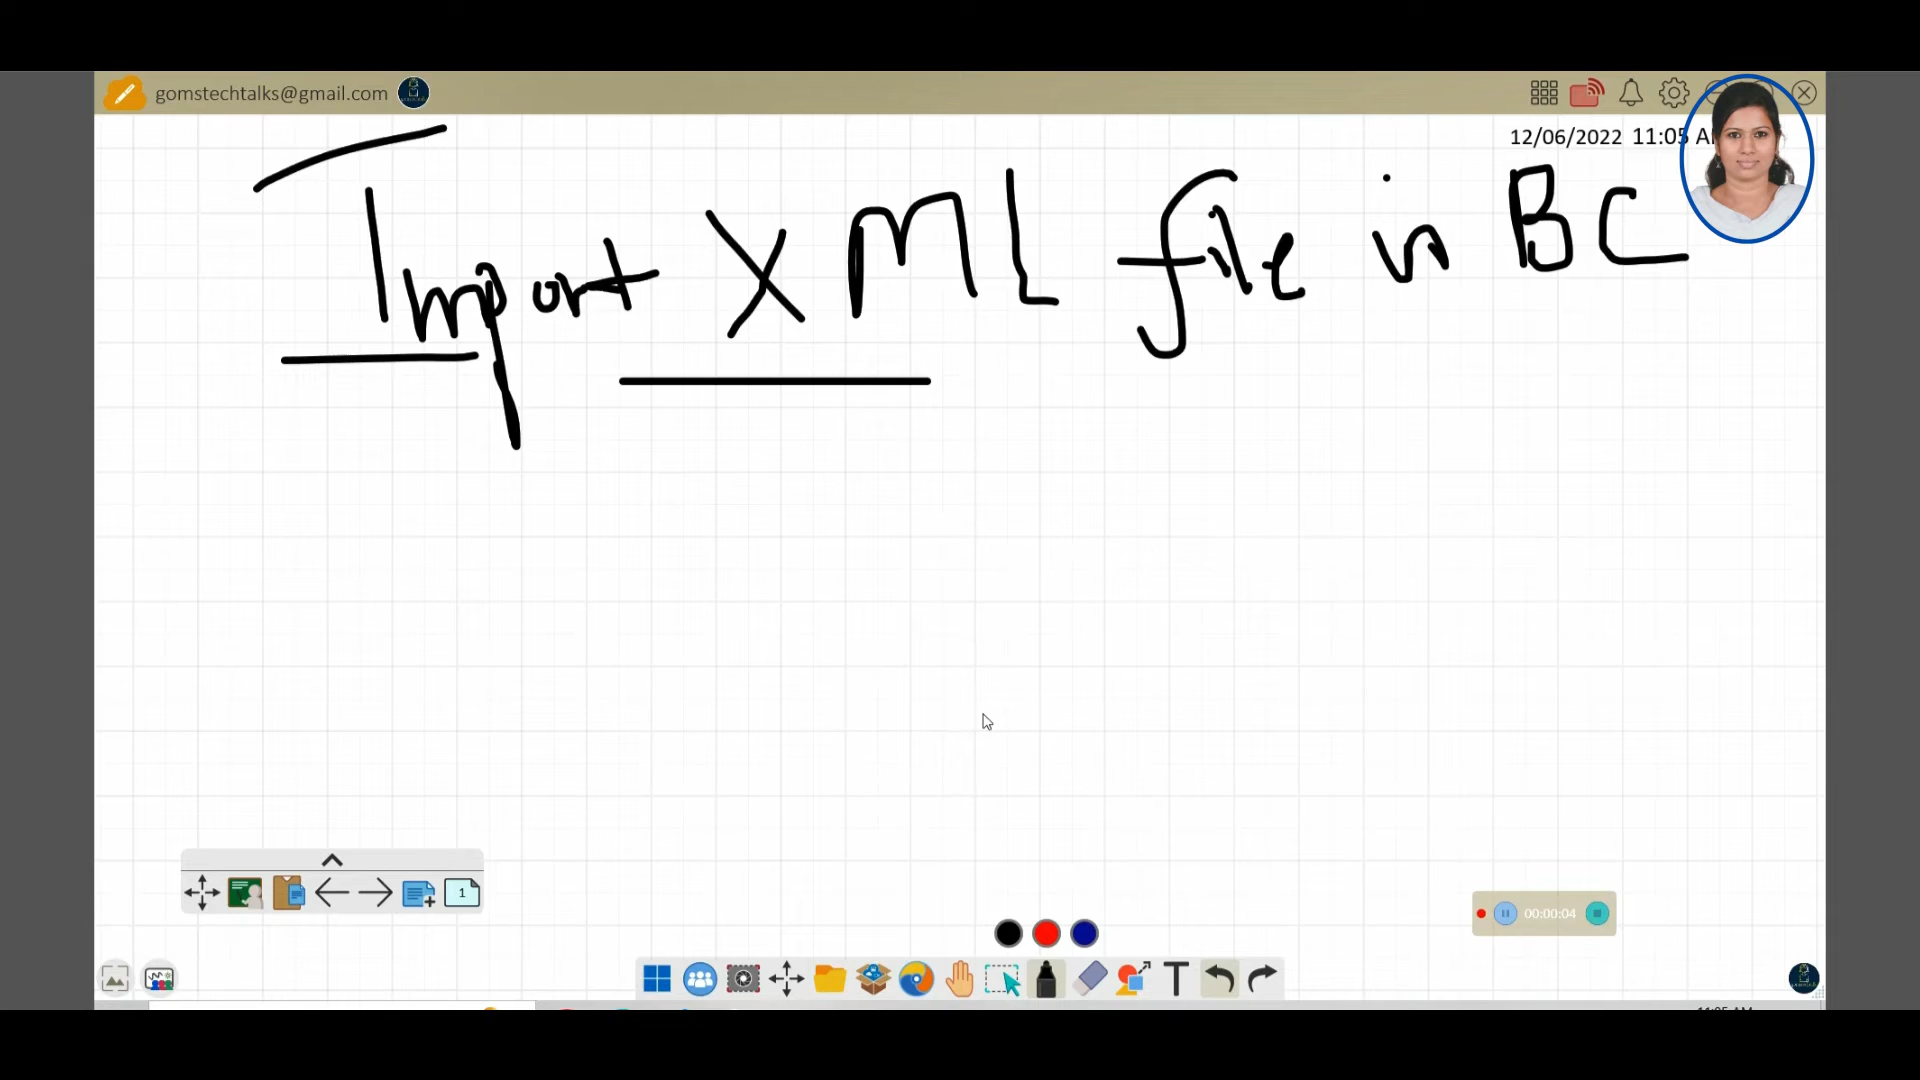 gomstechtalks@gmail.com
12/06/2022 11:05 A
Import XML file in BC
1
00:00:04
T